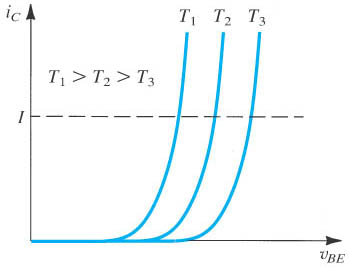 i_C
T_1 T_2 T_3
T_1 > T_2 > T_3
I
v_BE